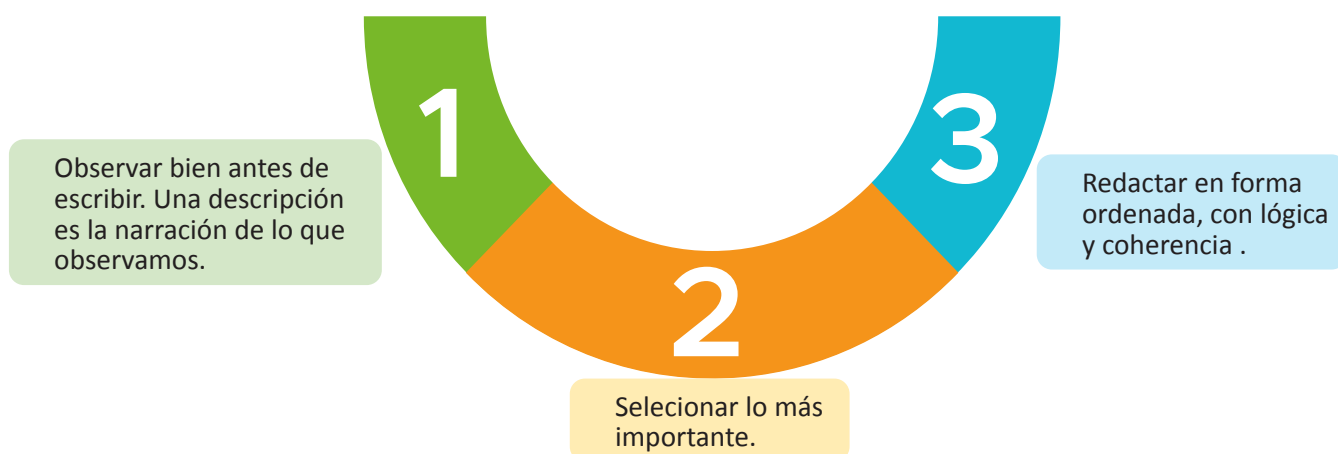 1
Observar bien antes de
escribir. Una descripción
es la narración de lo que
observamos.
2
Selecionar lo más
importante.
3
Redactar en forma
ordenada, con lógica
y coherencia .